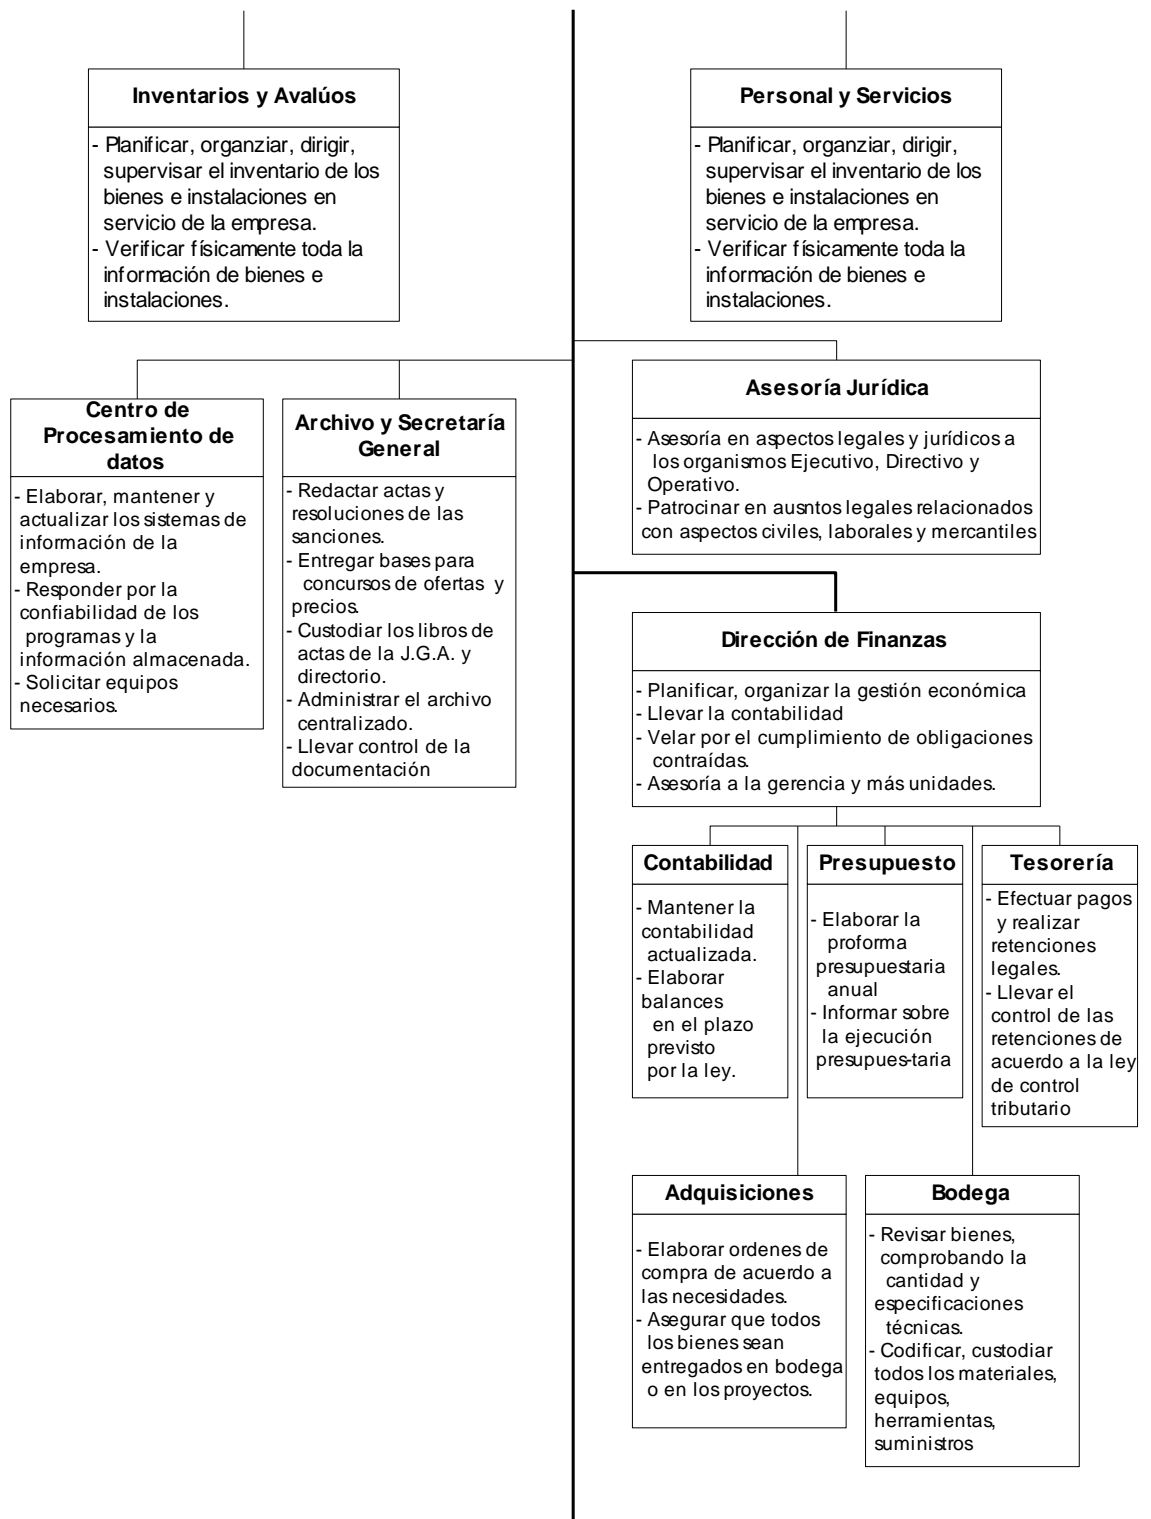 Inventarios y Avalúos
- Planificar, organziar, dirigir,
supervisar el inventario de los
bienes e instalaciones en
servicio de la empresa.
- Verificar físicamente toda la
información de bienes e
instalaciones.
Personal y Servicios
- Planificar, organziar, dirigir,
supervisar el inventario de los
bienes e instalaciones en
servicio de la empresa.
- Verificar físicamente toda la
información de bienes e
instalaciones.
Centro de
Procesamiento de
datos
- Elaborar, mantener y
actualizar los sistemas de
información de la
empresa.
- Responder por la
confiabilidad de los
programas y la
información almacenada.
- Solicitar equipos
necesarios.
Archivo y Secretaría
General
- Redactar actas y
resoluciones de las
sanciones.
- Entregar bases para
concursos de ofertas y
precios.
- Custodiar los libros de
actas de la J.G.A. y
directorio.
- Administrar el archivo
centralizado.
- Llevar control de la
documentación
Asesoría Jurídica
- Asesoría en aspectos legales y jurídicos a
los organismos Ejecutivo, Directivo y
Operativo.
- Patrocinar en ausntos legales relacionados
con aspectos civiles, laborales y mercantiles
Dirección de Finanzas
- Planificar, organizar la gestión económica
- Llevar la contabilidad
- Velar por el cumplimiento de obligaciones
contraídas.
- Asesoría a la gerencia y más unidades.
Contabilidad
- Mantener la
contabilidad
actualizada.
- Elaborar
balances
en el plazo
previsto
por la ley.
Presupuesto
- Elaborar la
proforma
presupuestaria
anual
- Informar sobre
la ejecución
presupues-taria
Tesorería
- Efectuar pagos
y realizar
retenciones
legales.
- Llevar el
control de las
retenciones de
acuerdo a la ley
de control
tributario
Adquisiciones
- Elaborar ordenes de
compra de acuerdo a
las necesidades.
- Asegurar que todos
los bienes sean
entregados en bodega
o en los proyectos.
Bodega
- Revisar bienes,
comprobando la
cantidad y
especificaciones
técnicas.
- Codificar, custodiar
todos los materiales,
equipos,
herramientas,
suministros